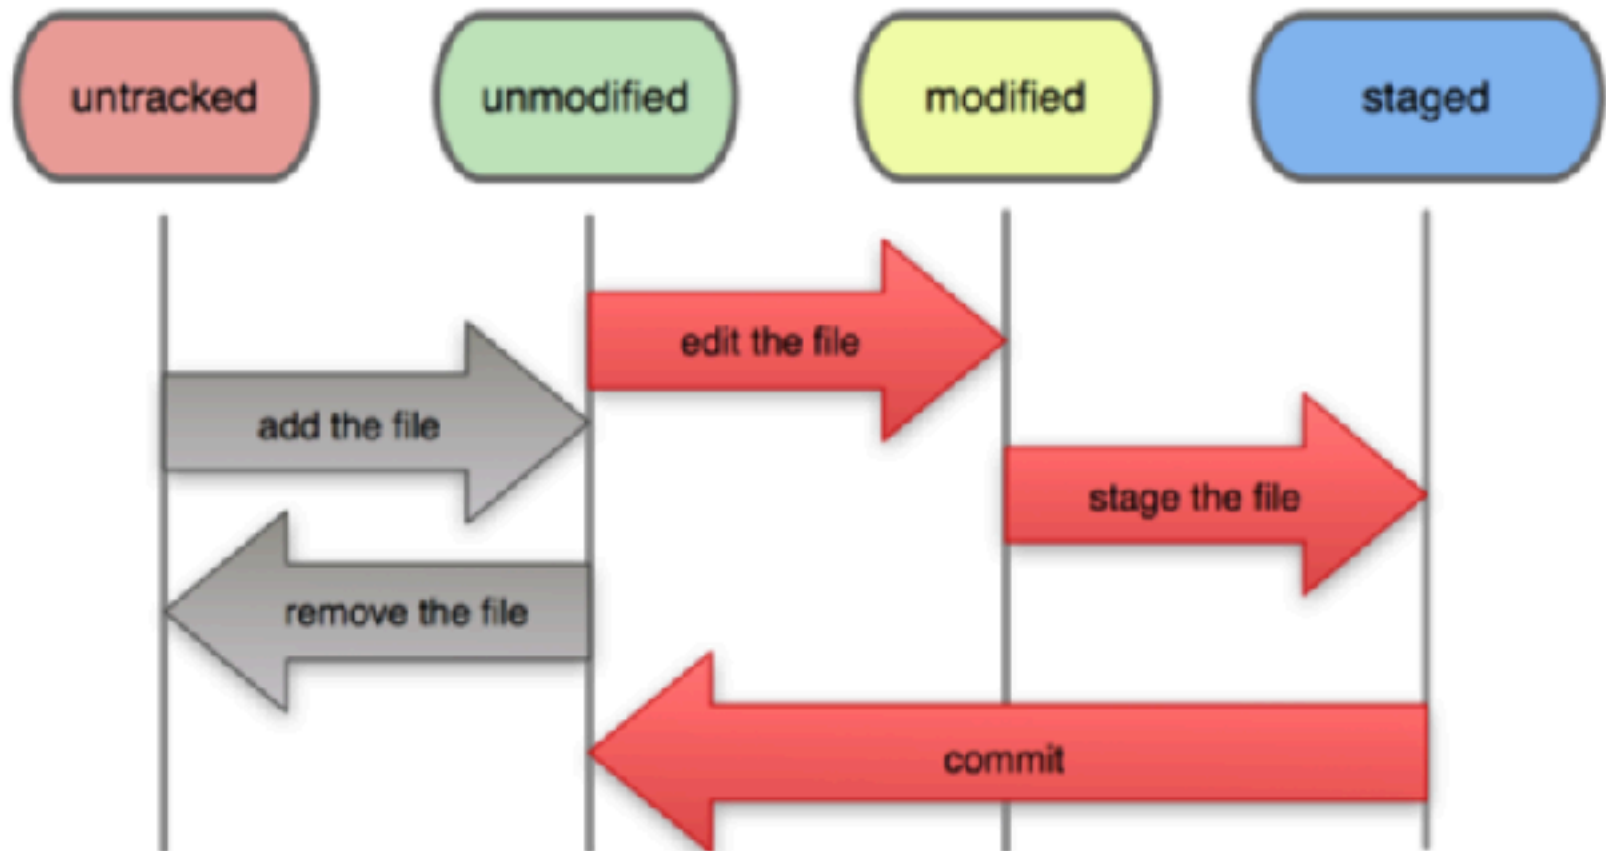 untracked
unmodified
modified
staged
edit the file
add the file
stage the file
remove the file
commit